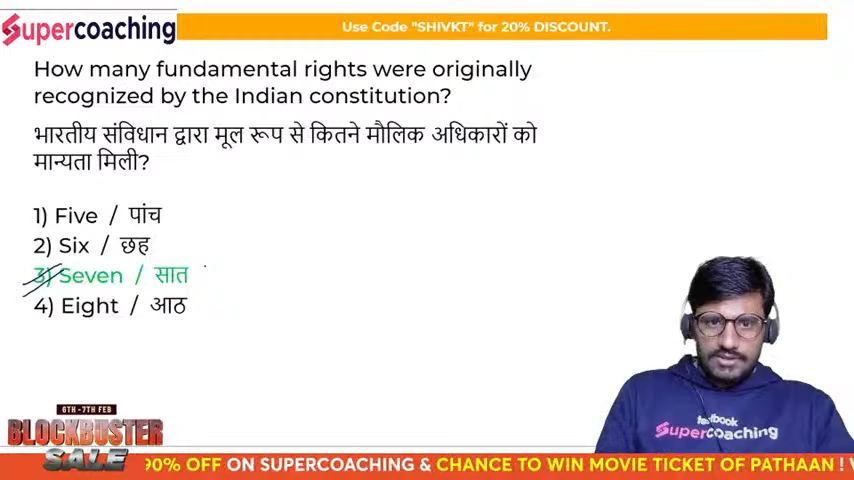 Supercoaching
Use Code "SHIVKT" for 20% DISCOUNT.
How many fundamental rights were originally
recognized by the Indian constitution?
भारतीय संविधान द्वारा मूल रूप से कितने मौलिक अधिकारों को
मान्यता मिली?
1) Five / पांच
2) Six / छह
3) Seven / सात
4) Eight / आठ
testbook
Supercoaching
6TH -7TH FEB
BLOCKBUSTER
SALE
90% OFF ON SUPERCOACHING & CHANCE TO WIN MOVIE TICKET OF PATHAAN !